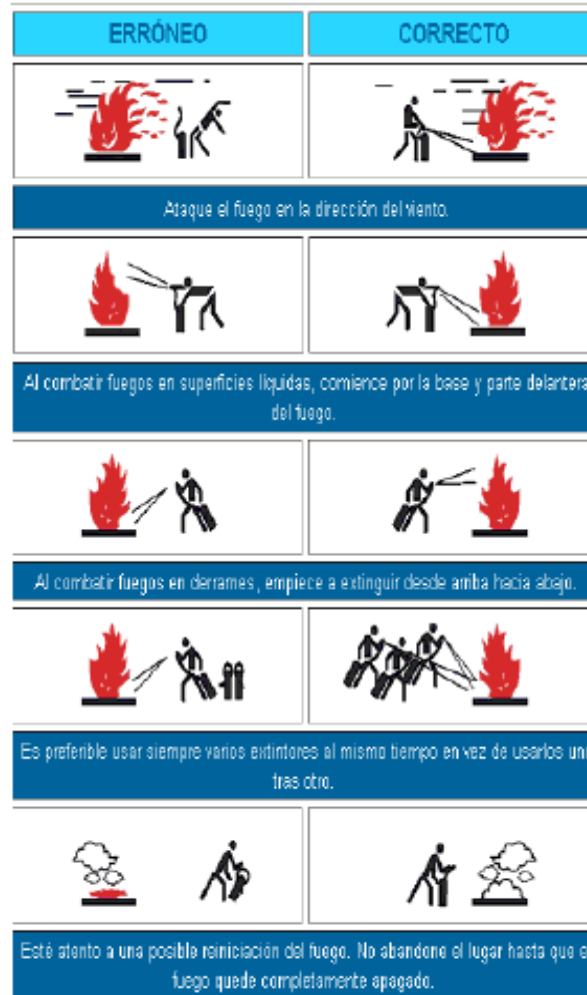 ERRÓNEO
CORRECTO
Ataque el fuego en la dirección del viento.
Al combatir fuegos en superficies líquidas, comience por la base y parte delantera
del fuego.
Al combatir fuegos en derrames, empiece a extinguir desde arriba hacia abajo.
Es preferible usar siempre varios extintores al mismo tiempo en vez de usarlos uno
tras otro.
Esté atento a una posible reiniciación del fuego. No abandone el lugar hasta que e
fuego quede completamente apagado.